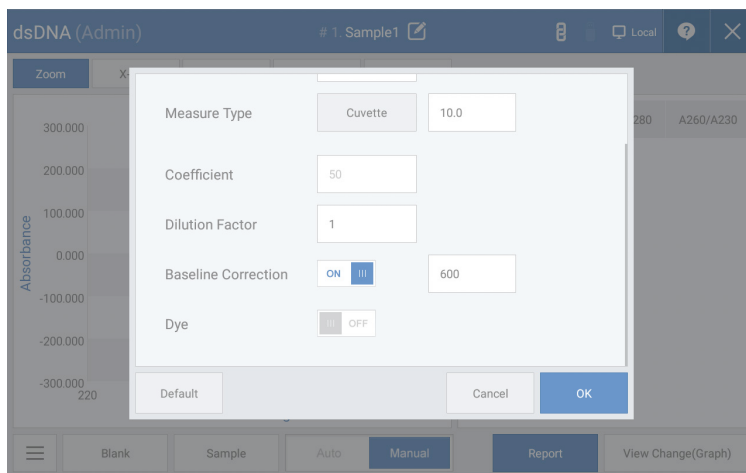 dsDNA (Admin)
# 1. Sample1
Local
?
Zoom
X-
280
A260/A230
Measure Type
Cuvette
10.0
Coefficient
50
Dilution Factor
1
Baseline Correction
ON
600
Dye
OFF
Default
Cancel
OK
Absorbance
300.000
200.000
100.000
0.000
-100.000
-200.000
-300.000
220
Blank
Sample
Auto
Manual
Report
View Change(Graph)